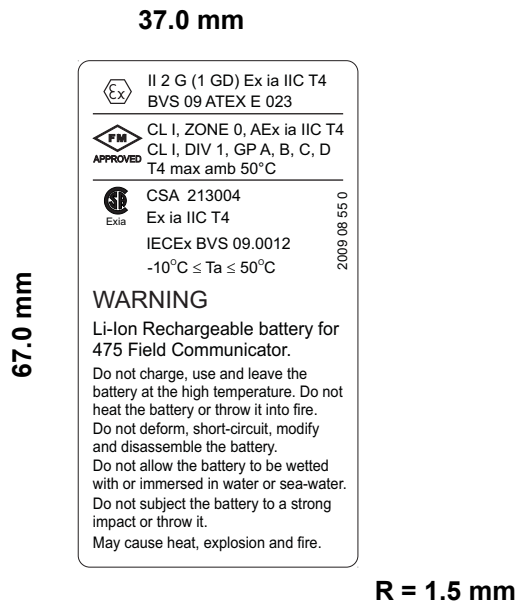 37.0 mm
Ex
II 2 G (1 GD) Ex ia IIC T4
BVS 09 ATEX E 023
FM
APPROVED
CL I, ZONE 0, AEx ia IIC T4
CL I, DIV 1, GP A, B, C, D
T4 max amb 50°C
Exia
CSA 213004
Ex ia IIC T4
IECEx BVS 09.0012
-10°C ≤ Ta ≤ 50°C
2009 08 55 0
67.0 mm
WARNING
Li-Ion Rechargeable battery for
475 Field Communicator.
Do not charge, use and leave the
battery at the high temperature. Do not
heat the battery or throw it into fire.
Do not deform, short-circuit, modify
and disassemble the battery.
Do not allow the battery to be wetted
with or immersed in water or sea-water.
Do not subject the battery to a strong
impact or throw it.
May cause heat, explosion and fire.
R = 1.5 mm